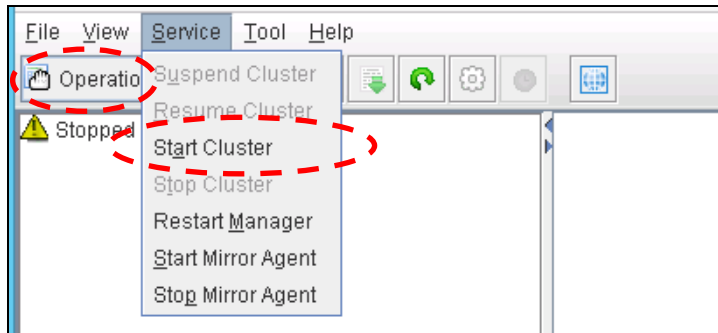 File View Service Tool Help
Operatio
Suspend Cluster
Resume Cluster
Stopped
Start Cluster
Stop Cluster
Restart Manager
Start Mirror Agent
Stop Mirror Agent